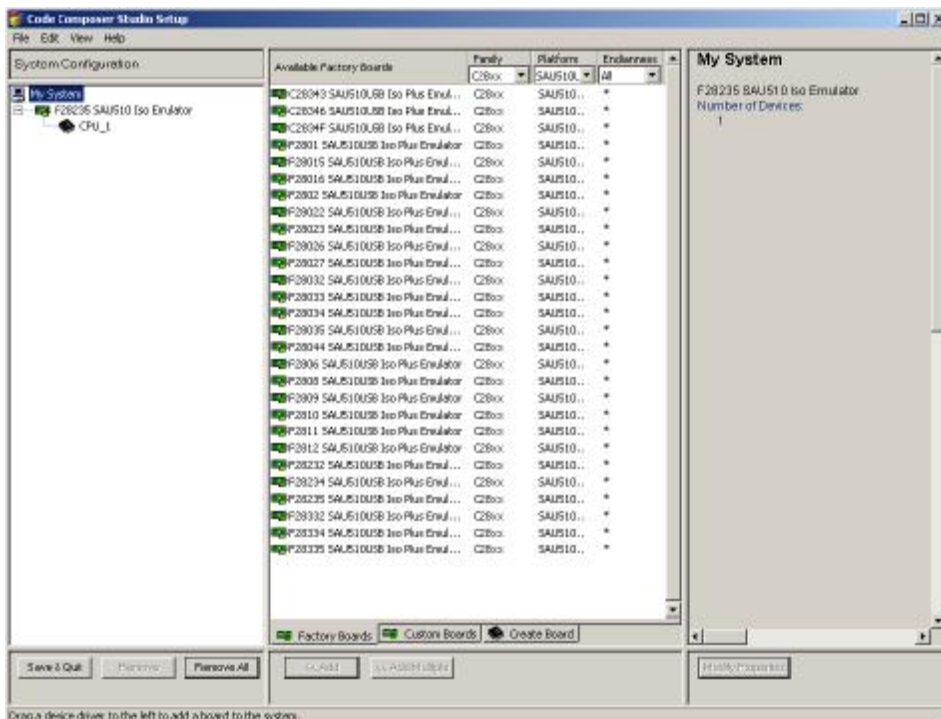 Code Composer Studio Setup
File Edit View Help
System Configuration
My System
F28235 SAU510 Iso Emulator
CPU_1
Available Factory Boards Family Platform Endianness
C28xx SAU510U... All
C28343 SAU510USB Iso Plus Emul... C28xx SAU510... *
C28346 SAU510USB Iso Plus Emul... C28xx SAU510... *
C2834F SAU510USB Iso Plus Emul... C28xx SAU510... *
F2801 SAU510USB Iso Plus Emulator C28xx SAU510... *
F28015 SAU510USB Iso Plus Emul... C28xx SAU510... *
F28016 SAU510USB Iso Plus Emul... C28xx SAU510... *
F2802 SAU510USB Iso Plus Emulator C28xx SAU510... *
F28022 SAU510USB Iso Plus Emul... C28xx SAU510... *
F28023 SAU510USB Iso Plus Emul... C28xx SAU510... *
F28026 SAU510USB Iso Plus Emul... C28xx SAU510... *
F28027 SAU510USB Iso Plus Emul... C28xx SAU510... *
F28032 SAU510USB Iso Plus Emul... C28xx SAU510... *
F28033 SAU510USB Iso Plus Emul... C28xx SAU510... *
F28034 SAU510USB Iso Plus Emul... C28xx SAU510... *
F28035 SAU510USB Iso Plus Emul... C28xx SAU510... *
F28044 SAU510USB Iso Plus Emul... C28xx SAU510... *
F2806 SAU510USB Iso Plus Emulator C28xx SAU510... *
F2808 SAU510USB Iso Plus Emulator C28xx SAU510... *
F2809 SAU510USB Iso Plus Emulator C28xx SAU510... *
F2810 SAU510USB Iso Plus Emulator C28xx SAU510... *
F2811 SAU510USB Iso Plus Emulator C28xx SAU510... *
F2812 SAU510USB Iso Plus Emulator C28xx SAU510... *
F28232 SAU510USB Iso Plus Emul... C28xx SAU510... *
F28234 SAU510USB Iso Plus Emul... C28xx SAU510... *
F28235 SAU510USB Iso Plus Emul... C28xx SAU510... *
F28332 SAU510USB Iso Plus Emul... C28xx SAU510... *
F28334 SAU510USB Iso Plus Emul... C28xx SAU510... *
F28335 SAU510USB Iso Plus Emul... C28xx SAU510... *
Factory Boards Custom Boards Create Board
My System
F28235 SAU510 Iso Emulator
Number of Devices:
1
Save & Quit Remove Remove All << Add << Add Multiple Modify Properties
Drag a device driver to the left to add a board to the system.